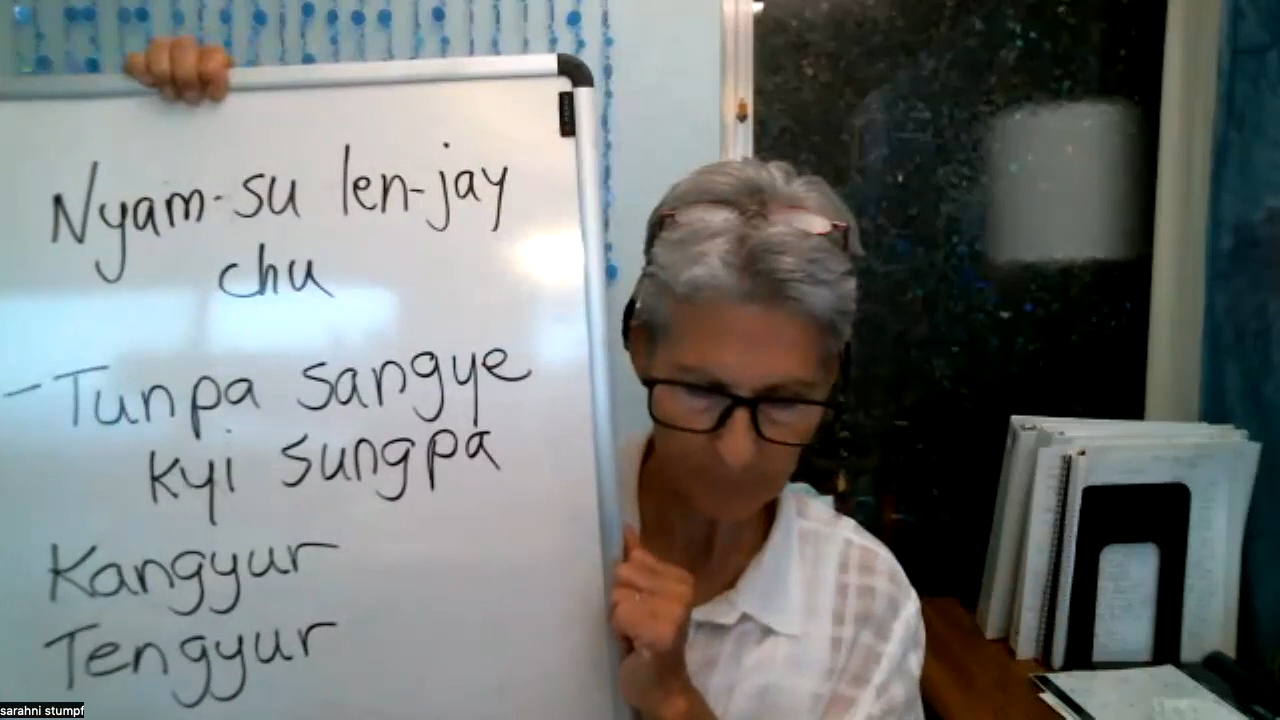 Nyam-su len-jay
chu
-Tunpa sangye
kyi sungpa
Kangyur
Tengyur
sarahni stumpf